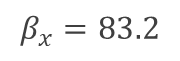 βₓ = 83.2